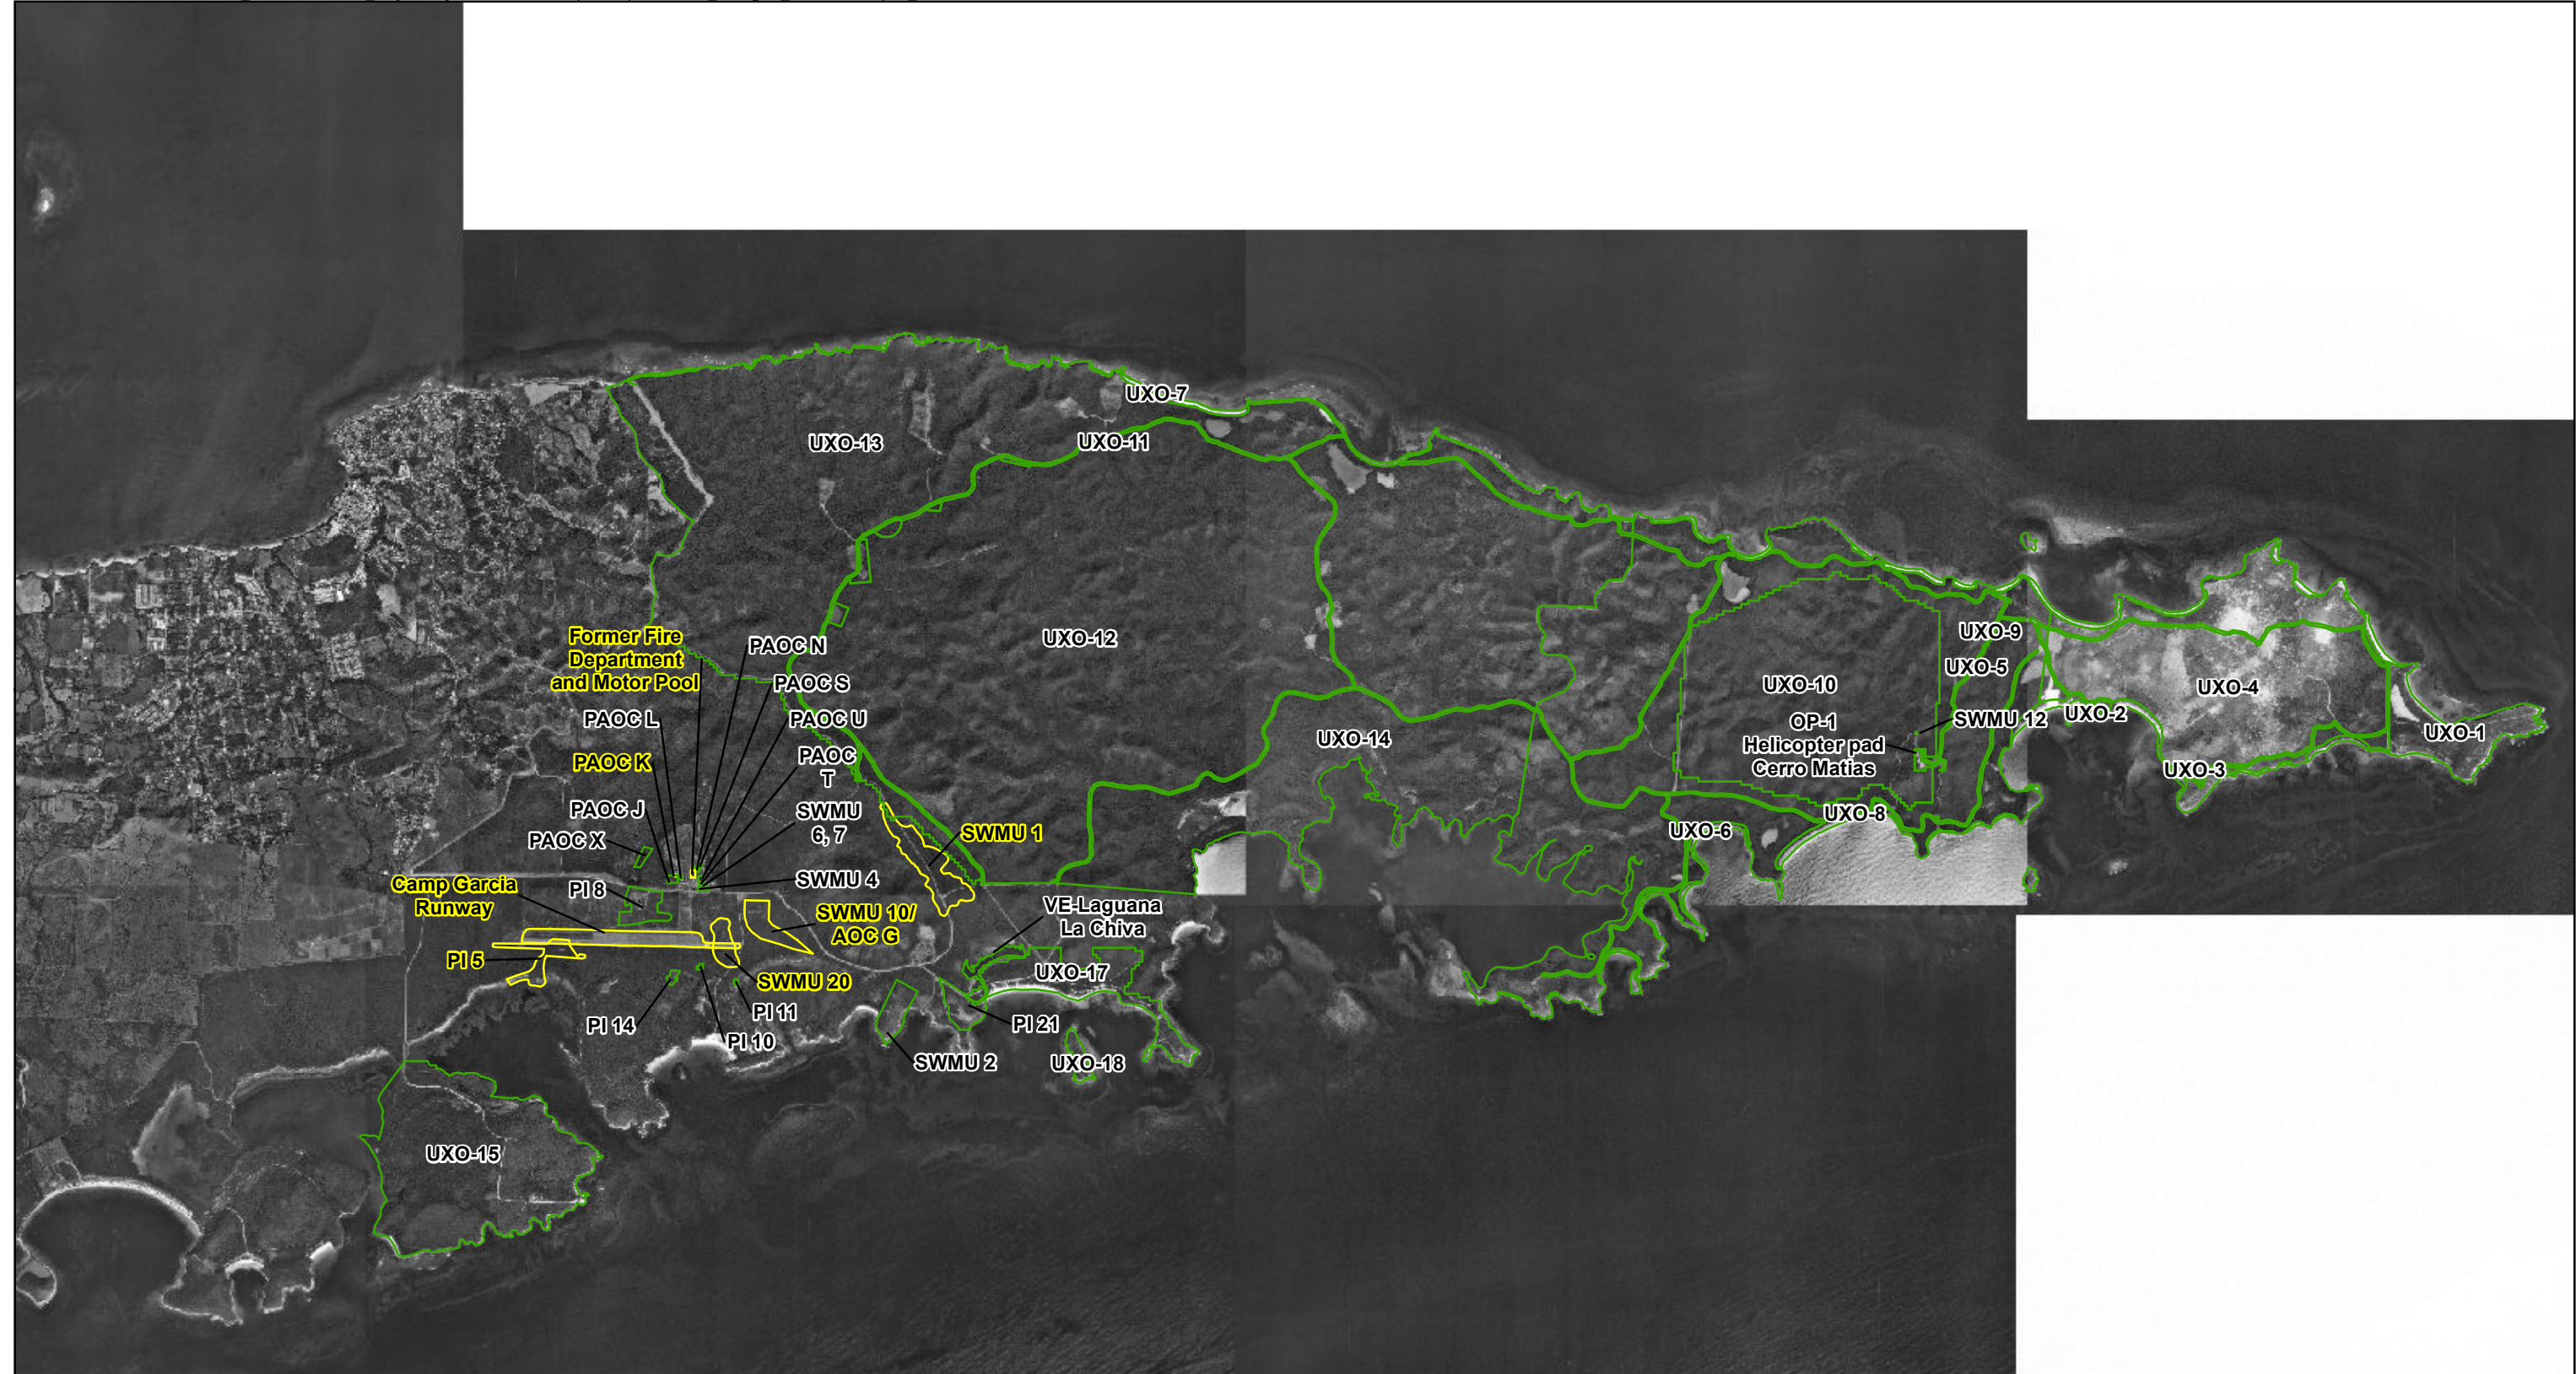 UXO-7
UXO-13
UXO-11
UXO-12
Former Fire
Department
and Motor Pool
PAOC N
PAOC S
PAOC L
PAOC U
PAOC K
PAOC
T
PAOC J
SWMU
6, 7
PAOC X
SWMU 1
Camp Garcia
Runway
PI 8
SWMU 4
SWMU 10/
AOC G
VE-Laguana
La Chiva
PI 5
SWMU 20
UXO-17
PI 14
PI 11
PI 10
PI 21
SWMU 2
UXO-18
UXO-15
UXO-14
UXO-9
UXO-5
UXO-10
OP-1
Helicopter pad
Cerro Matias
SWMU 12
UXO-2
UXO-4
UXO-1
UXO-3
UXO-8
UXO-6